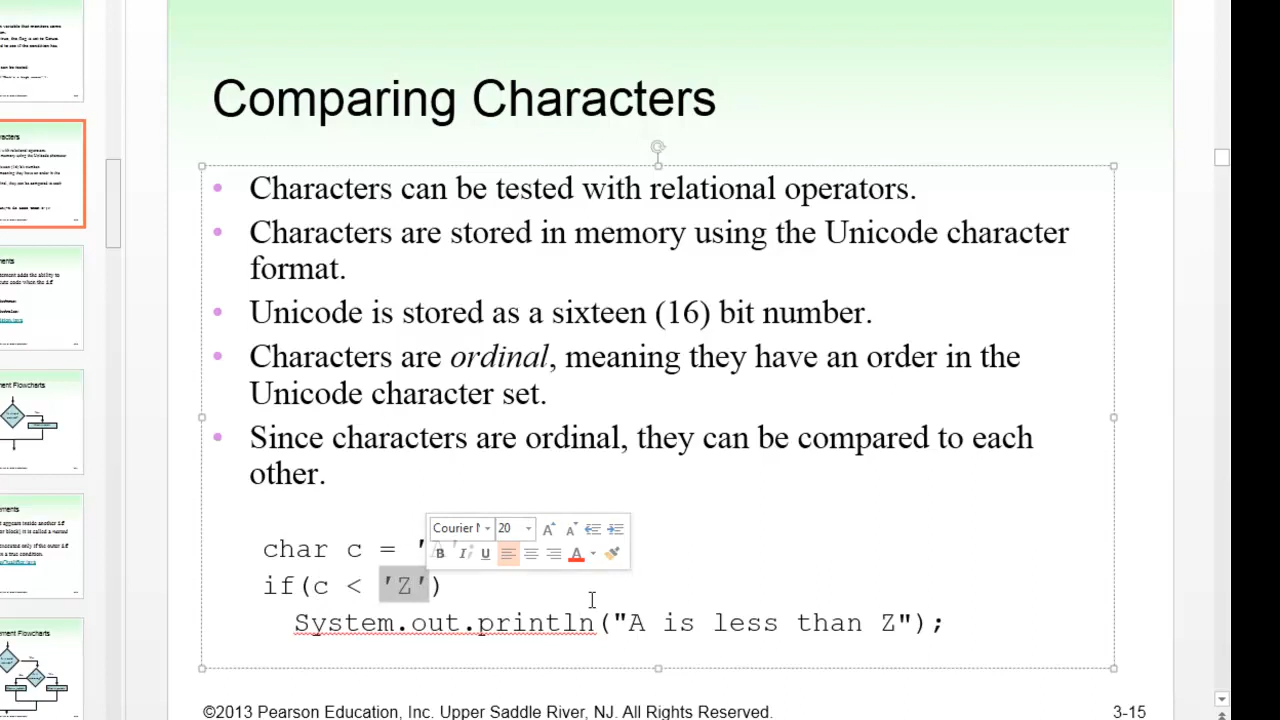 Comparing Characters
• Characters can be tested with relational operators.
• Characters are stored in memory using the Unicode character
format.
• Unicode is stored as a sixteen (16) bit number.
• Characters are ordinal, meaning they have an order in the
Unicode character set.
• Since characters are ordinal, they can be compared to each
other.
Courier 20
B I U A
char c = '
if(c < 'Z')
System.out.println("A is less than Z");
©2013 Pearson Education, Inc. Upper Saddle River, NJ. All Rights Reserved.
3-15